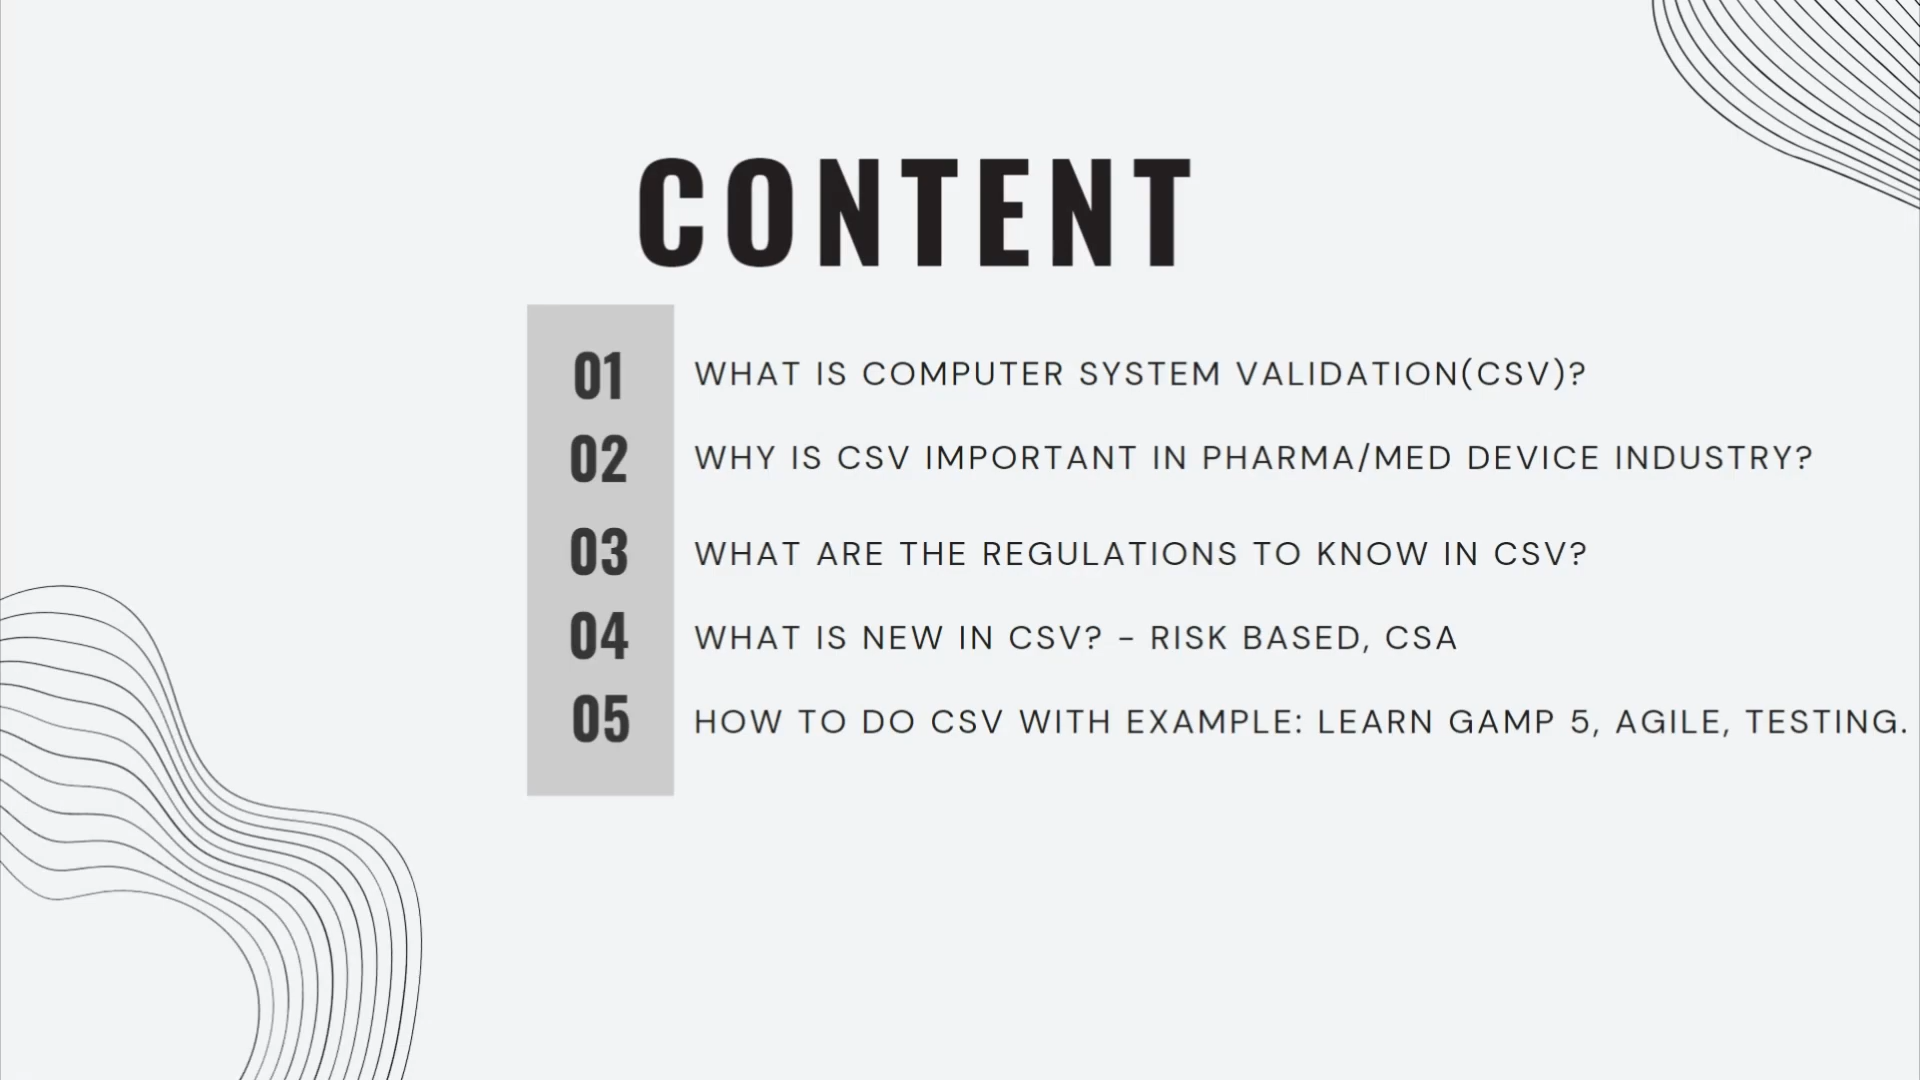 CONTENT
01 WHAT IS COMPUTER SYSTEM VALIDATION(CSV)?
02 WHY IS CSV IMPORTANT IN PHARMA/MED DEVICE INDUSTRY?
03 WHAT ARE THE REGULATIONS TO KNOW IN CSV?
04 WHAT IS NEW IN CSV? - RISK BASED, CSA
05 HOW TO DO CSV WITH EXAMPLE: LEARN GAMP 5, AGILE, TESTING.